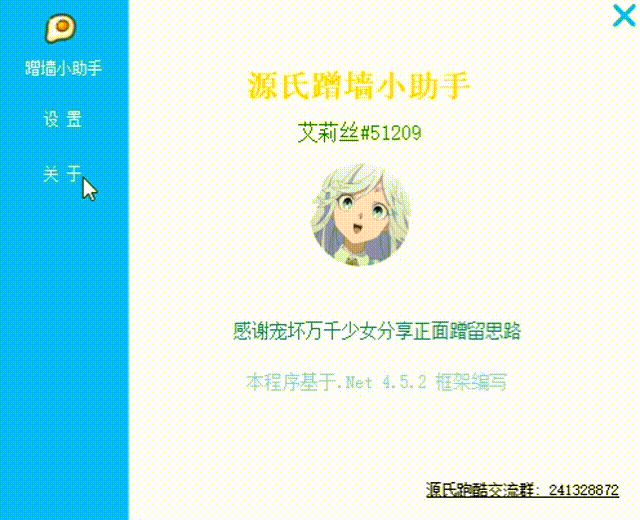 蹭墙小助手
设 置
关 于
源氏蹭墙小助手
艾莉丝#51209
感谢宠坏万千少女分享正面蹭留思路
本程序基于.Net 4.5.2 框架编写
源氏跑酷交流群: 241328872